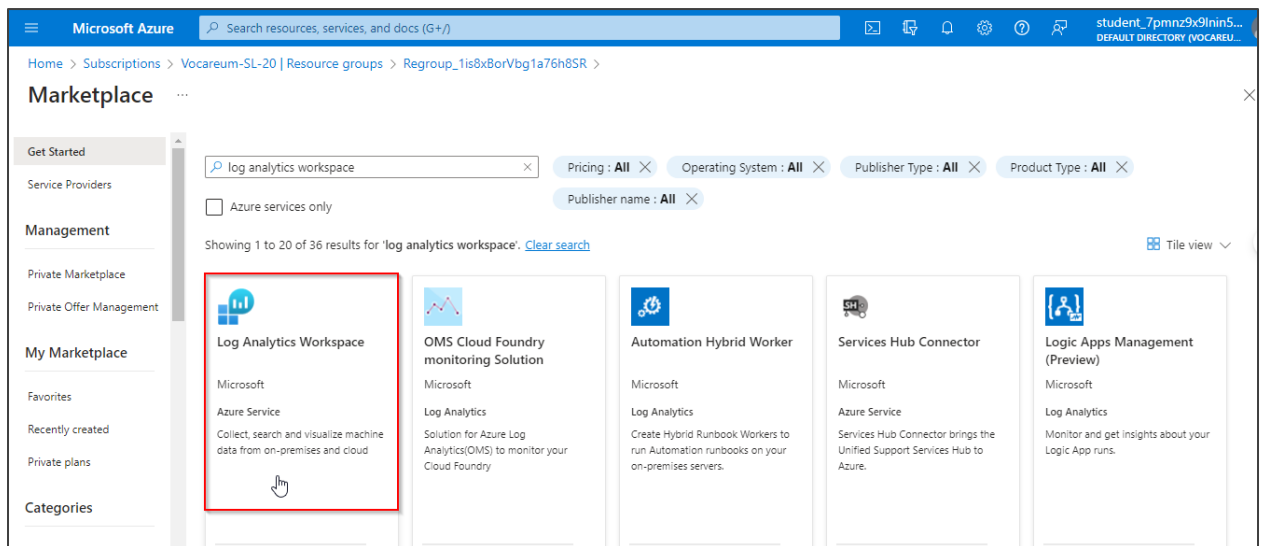 Microsoft Azure
Search resources, services, and docs (G+/)
student_7pmnz9x9lnin5...
DEFAULT DIRECTORY (VOCAREU...
Home > Subscriptions > Vocareum-SL-20 | Resource groups > Regroup_1is8xBorVbg1a76h8SR >
Marketplace ...
Get Started
Service Providers
Management
Private Marketplace
Private Offer Management
My Marketplace
Favorites
Recently created
Private plans
Categories
log analytics workspace
Pricing : All
Operating System : All
Publisher Type : All
Product Type : All
Publisher name : All
Azure services only
Showing 1 to 20 of 36 results for 'log analytics workspace'. Clear search
Tile view
Log Analytics Workspace
Microsoft
Azure Service
Collect, search and visualize machine
data from on-premises and cloud
OMS Cloud Foundry
monitoring Solution
Microsoft
Log Analytics
Solution for Azure Log
Analytics(OMS) to monitor your
Cloud Foundry
Automation Hybrid Worker
Microsoft
Log Analytics
Create Hybrid Runbook Workers to
run Automation runbooks on your
on-premises servers.
SH
Services Hub Connector
Microsoft
Azure Service
Services Hub Connector brings the
Unified Support Services Hub to
Azure.
Logic Apps Management
(Preview)
Microsoft
Log Analytics
Monitor and get insights about your
Logic App runs.